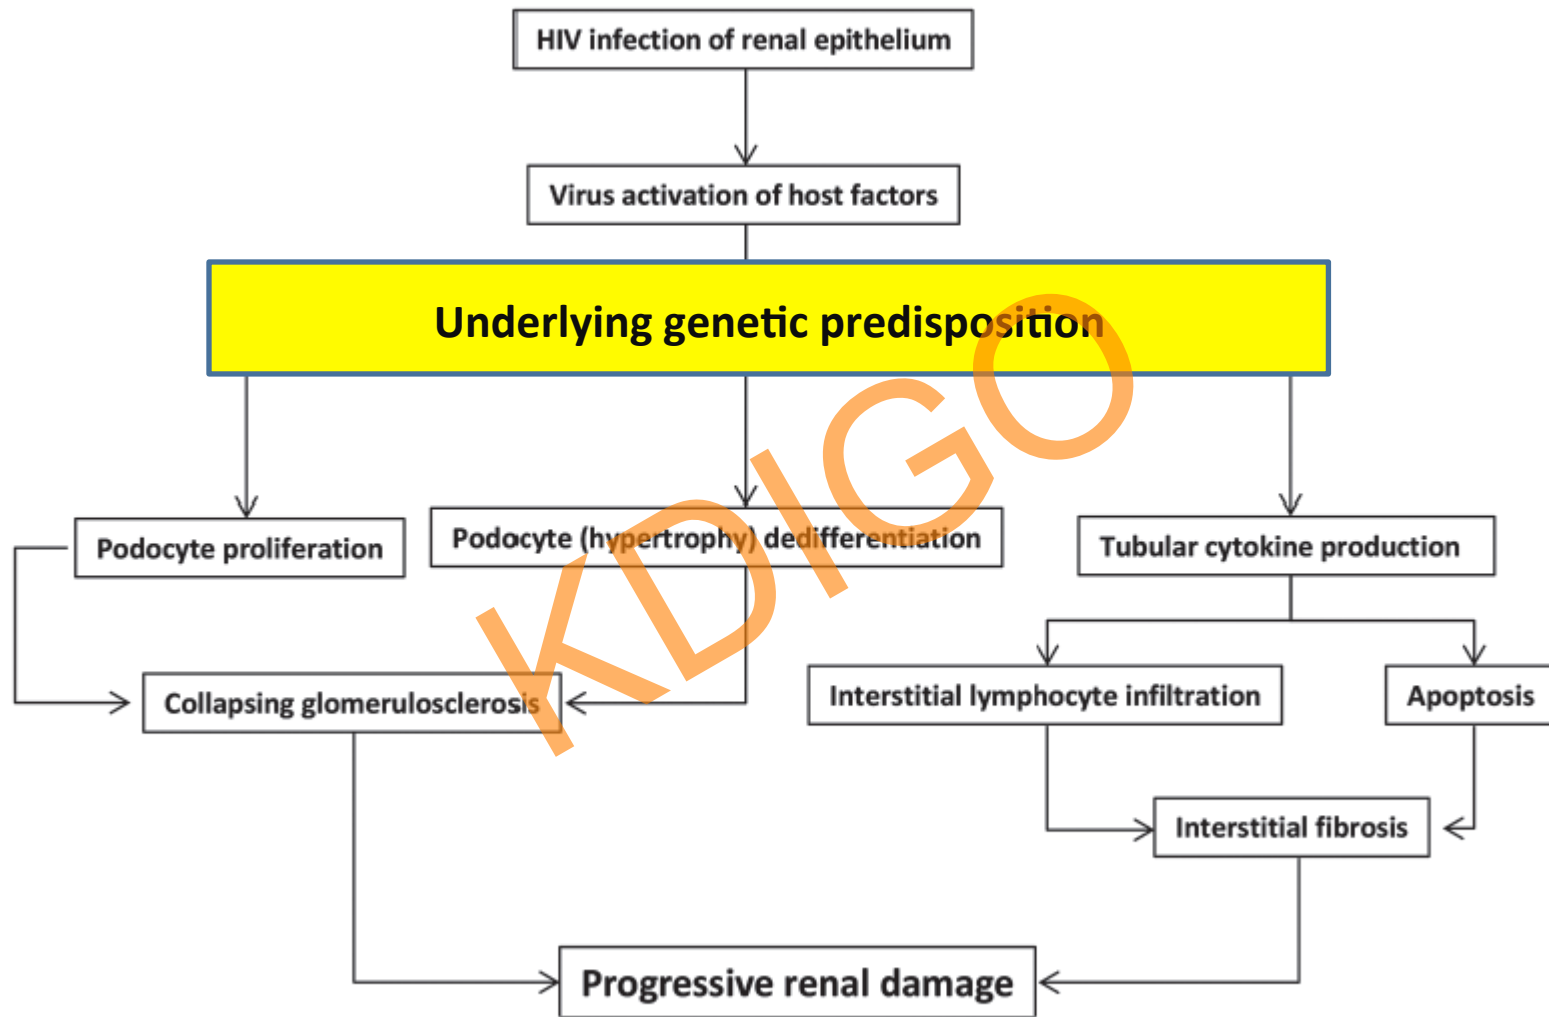 HIV infection of renal epithelium
Virus activation of host factors
Underlying genetic predisposition
Podocyte proliferation
Podocyte (hypertrophy) dedifferentiation
Tubular cytokine production
Collapsing glomerulosclerosis
Interstitial lymphocyte infiltration
Apoptosis
Interstitial fibrosis
Progressive renal damage
KDIGO